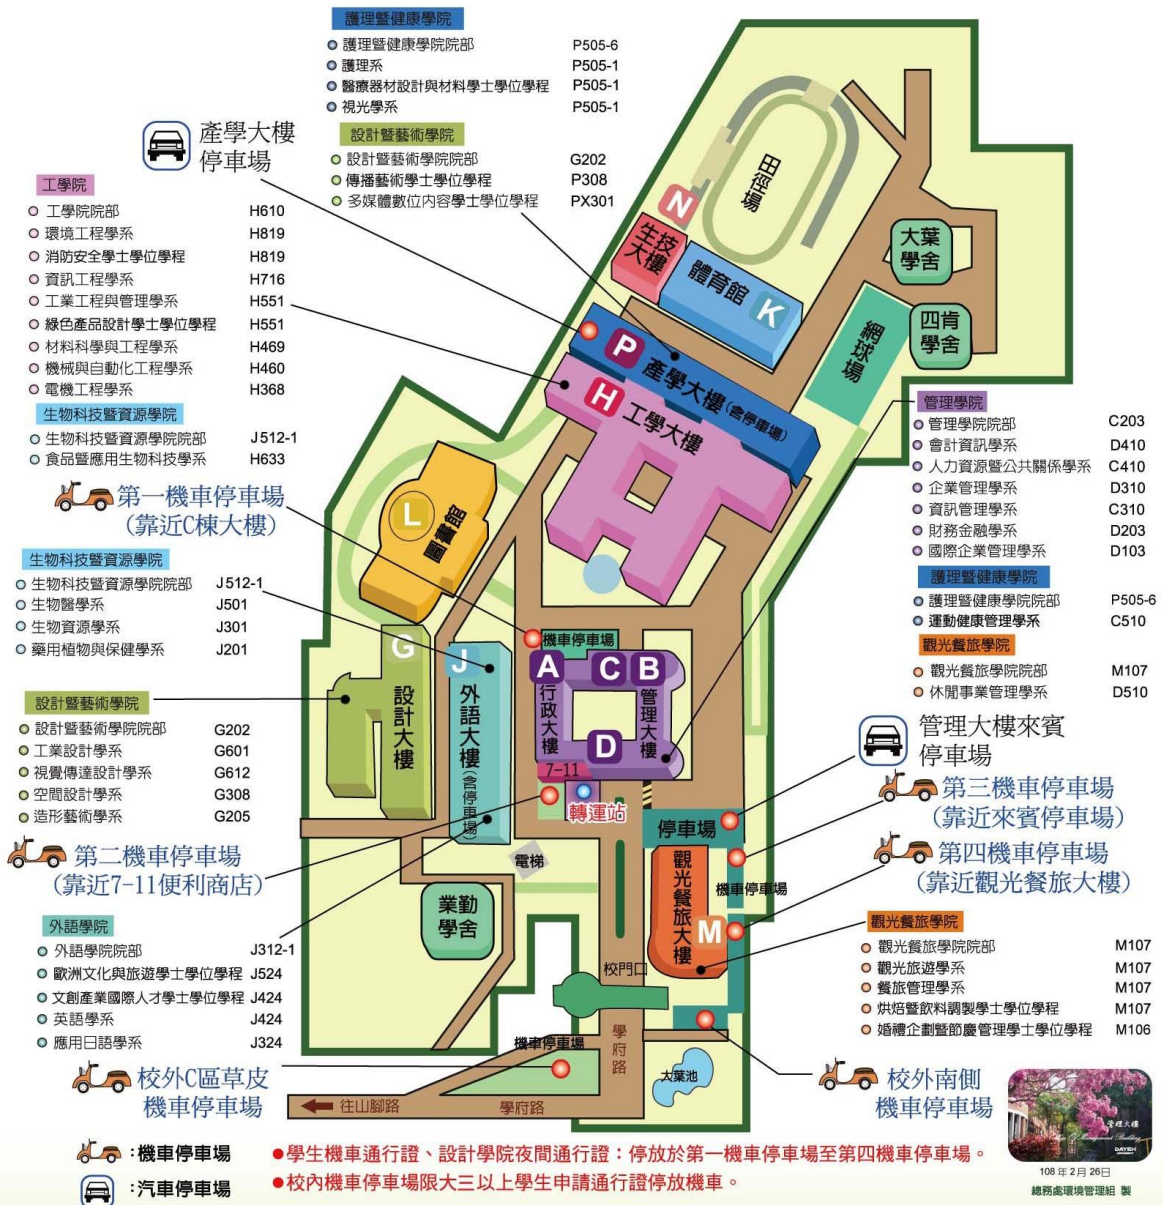 護理暨健康學院
護理暨健康學院院部 P505-6
護理系 P505-1
醫療器材設計與材料學士學位學程 P505-1
視光學系 P505-1
設計暨藝術學院
設計暨藝術學院院部 G202
傳播藝術學士學位學程 P308
多媒體數位內容學士學位學程 PX301
產學大樓
停車場
工學院
工學院院部 H610
環境工程學系 H819
消防安全學士學位學程 H819
資訊工程學系 H716
工業工程與管理學系 H551
綠色產品設計學士學位學程 H551
材料科學與工程學系 H469
機械與自動化工程學系 H460
電機工程學系 H368
生物科技暨資源學院
生物科技暨資源學院院部 J512-1
食品暨應用生物科技學系 H633
第一機車停車場
(靠近C棟大樓)
生物科技暨資源學院
生物科技暨資源學院院部 J512-1
生物醫學系 J501
生物資源學系 J301
藥用植物與保健學系 J201
設計暨藝術學院
設計暨藝術學院院部 G202
工業設計學系 G601
視覺傳達設計學系 G612
空間設計學系 G308
造形藝術學系 G205
第二機車停車場
(靠近7-11便利商店)
外語學院
外語學院院部 J312-1
歐洲文化與旅遊學士學位學程 J524
文創產業國際人才學士學位學程 J424
英語學系 J424
應用日語學系 J324
校外C區草皮
機車停車場
田徑場
N
生技大樓
體育館
K
大葉學舍
四肯學舍
網球場
P
產學大樓(含停車場)
H
工學大樓
L
圖書館
G
設計大樓
J
外語大樓(含停車場)
機車停車場
A
C
B
D
行政大樓
管理大樓
7-11
轉運站
停車場
電梯
觀光餐旅大樓
M
機車停車場
業勤學舍
校門口
機車停車場
學府路
大葉池
往山腳路
學府路
管理學院
管理學院院部 C203
會計資訊學系 D410
人力資源暨公共關係學系 C410
企業管理學系 D310
資訊管理學系 C310
財務金融學系 D203
國際企業管理學系 D103
護理暨健康學院
護理暨健康學院院部 P505-6
運動健康管理學系 C510
觀光餐旅學院
觀光餐旅學院院部 M107
休閒事業管理學系 D510
管理大樓來賓
停車場
第三機車停車場
(靠近來賓停車場)
第四機車停車場
(靠近觀光餐旅大樓)
觀光餐旅學院
觀光餐旅學院院部 M107
觀光旅遊學系 M107
餐旅管理學系 M107
烘焙暨飲料調製學士學位學程 M107
婚禮企劃暨節慶管理學士學位學程 M106
校外南側
機車停車場
管理大樓
DAYEH
108 年 2 月 26日
總務處環境管理組 製
:機車停車場
●學生機車通行證、設計學院夜間通行證：停放於第一機車停車場至第四機車停車場。
:汽車停車場
●校內機車停車場限大三以上學生申請通行證停放機車。